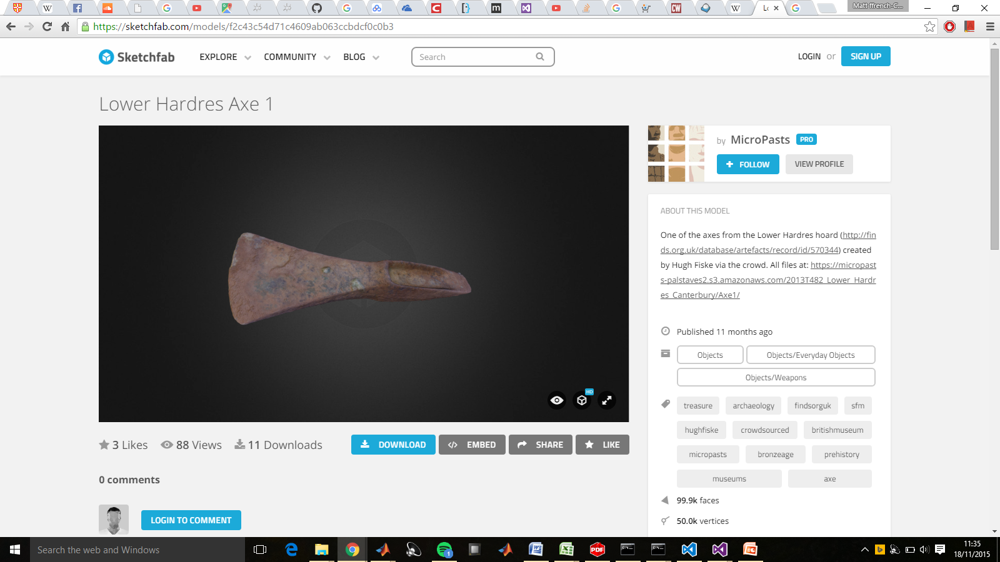 Matt ffrench-C...
https://sketchfab.com/models/f2c43c54d71c4609ab063ccbdcf0c0b3
Sketchfab EXPLORE COMMUNITY BLOG Search LOGIN or SIGN UP
Lower Hardres Axe 1
by MicroPasts PRO
FOLLOW VIEW PROFILE
ABOUT THIS MODEL
One of the axes from the Lower Hardres hoard (http://fin
ds.org.uk/database/artefacts/record/id/570344) created
by Hugh Fiske via the crowd. All files at: https://micropast
s-palstaves2.s3.amazonaws.com/2013T482_Lower_Hardr
es_Canterbury/Axe1/
Published 11 months ago
Objects Objects/Everyday Objects
Objects/Weapons
treasure archaeology findsorguk sfm
hughfiske crowdsourced britishmuseum
micropasts bronzeage prehistory
museums axe
99.9k faces
50.0k vertices
HD
3 Likes 88 Views 11 Downloads DOWNLOAD EMBED SHARE LIKE
0 comments
LOGIN TO COMMENT
Search the web and Windows
11:35
18/11/2015